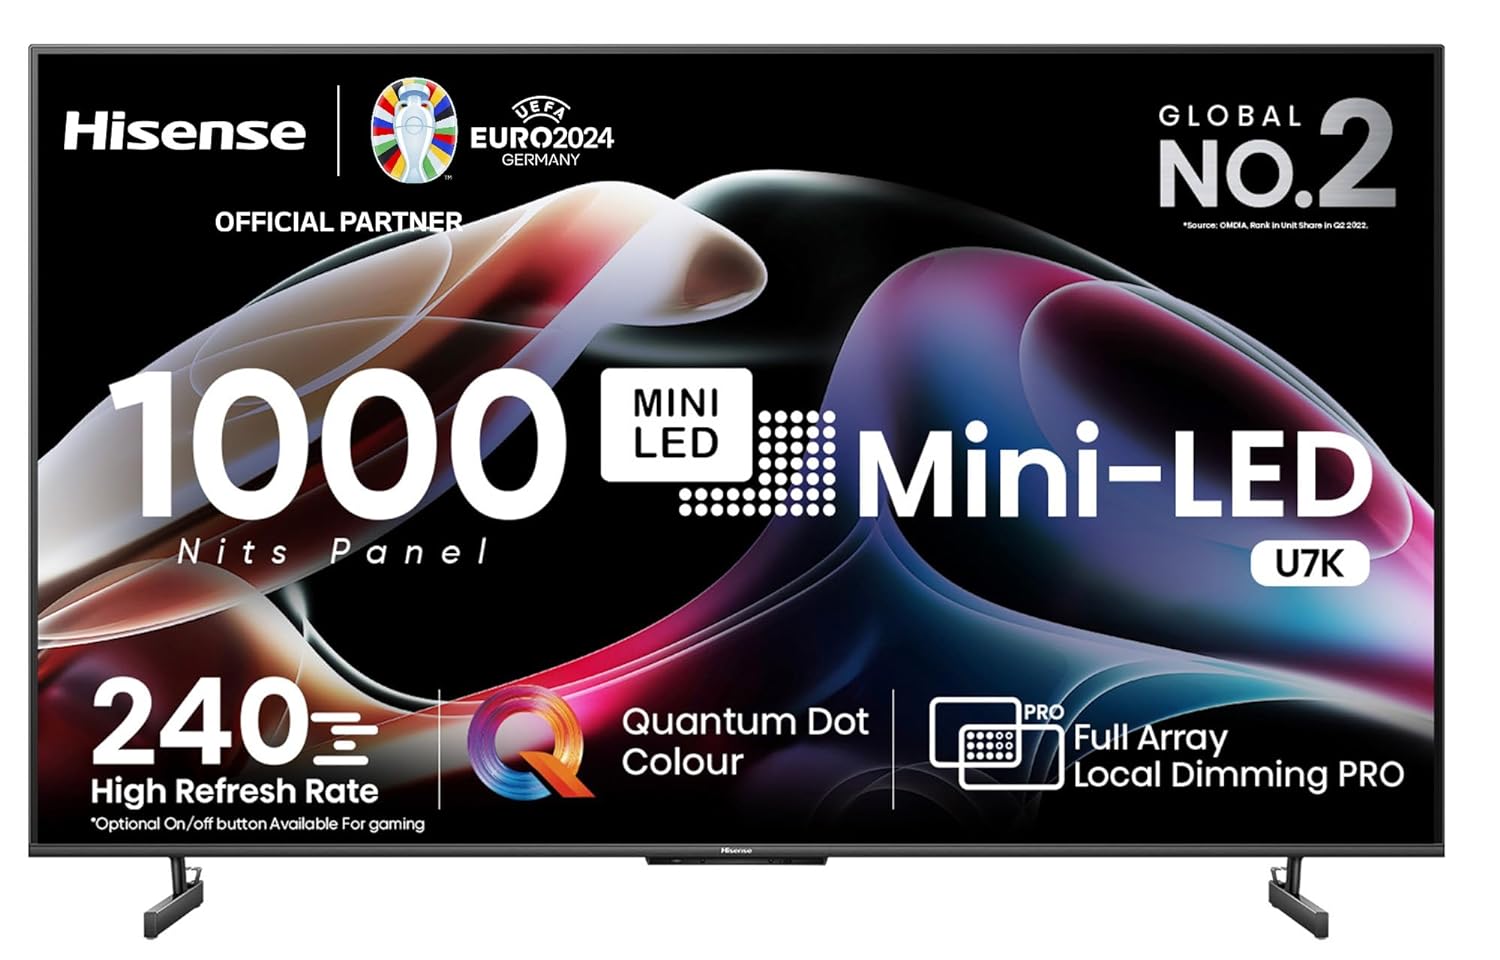 Hisense
UEFA
EURO2024
GERMANY
TM
OFFICIAL PARTNER
GLOBAL
NO.2
*Source: OMDIA, Rank in Unit Share in Q2 2022.
1000
Nits Panel
MINI
LED
Mini-LED
U7K
240
High Refresh Rate
*Optional On/off button Available For gaming
Quantum Dot
Colour
PRO
Full Array
Local Dimming PRO
Hisense